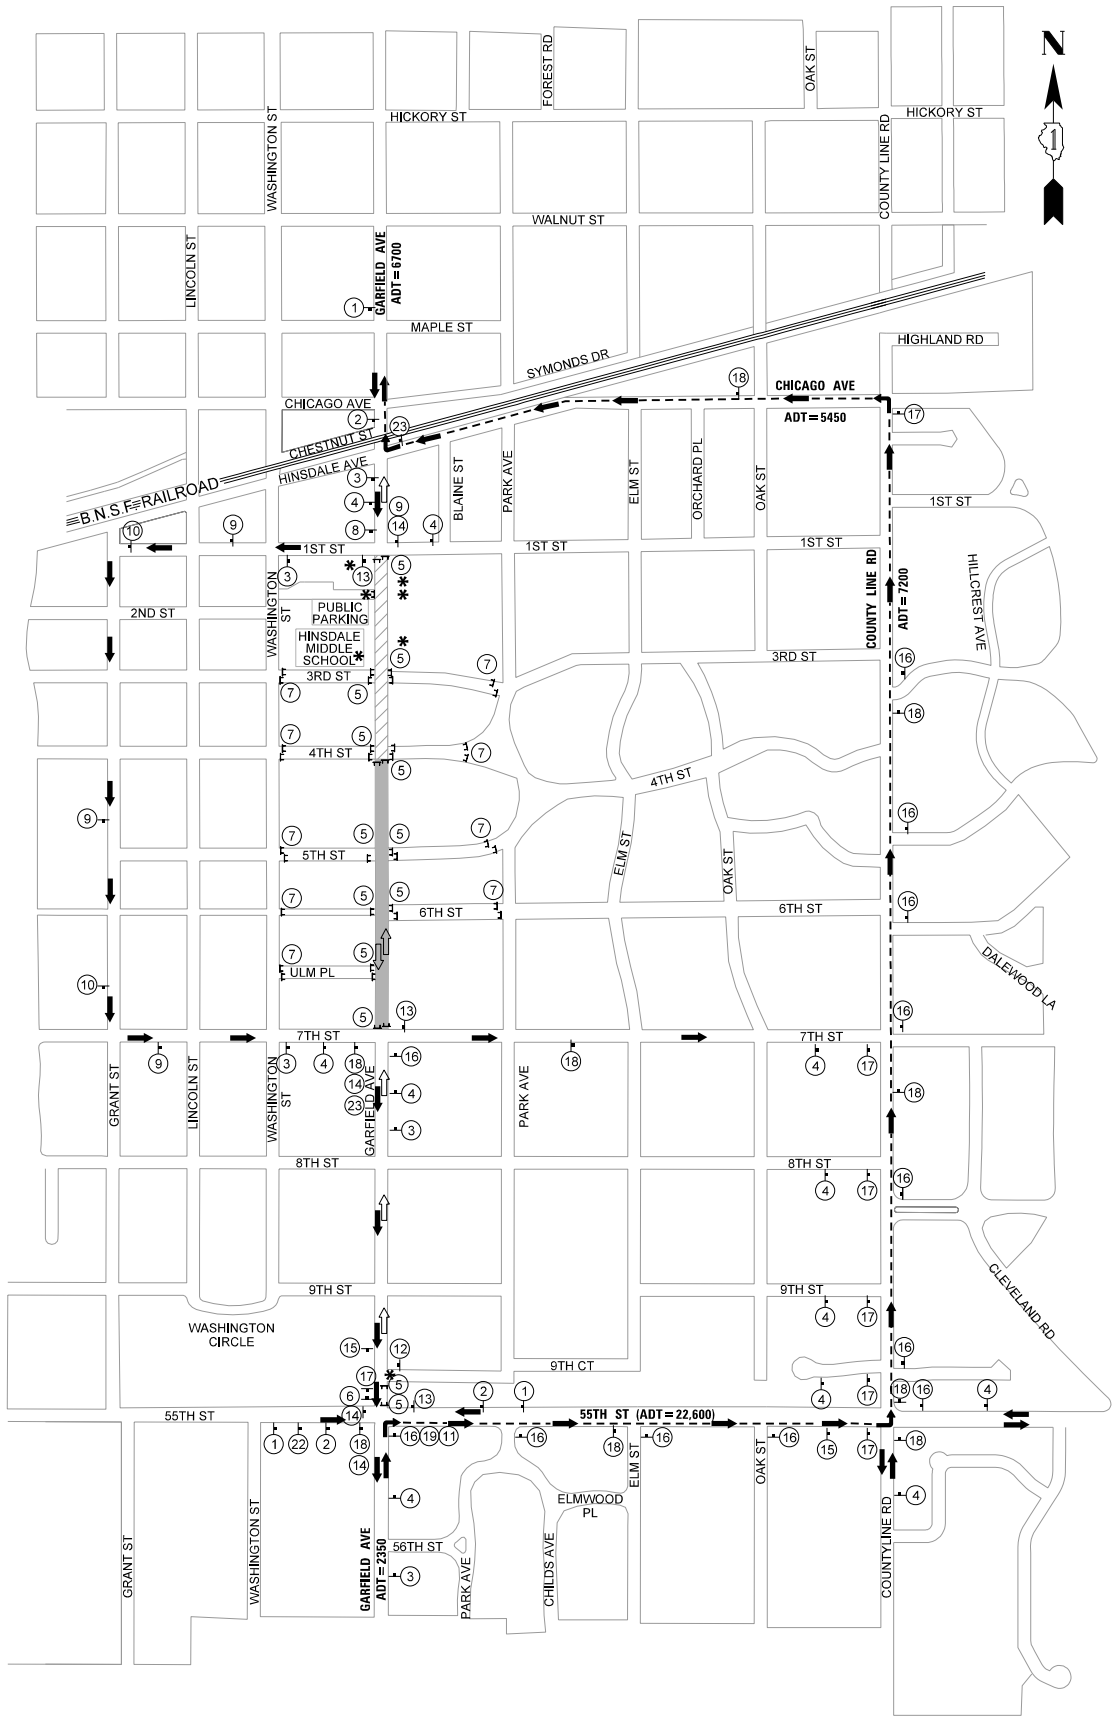 N
1
FOREST RD
OAK ST
HICKORY ST
HICKORY ST
WASHINGTON ST
COUNTY LINE RD
WALNUT ST
LINCOLN ST
GARFIELD AVE
ADT = 6700
1
MAPLE ST
HIGHLAND RD
SYMONDS DR
18
CHICAGO AVE
ADT=5450
17
CHICAGO AVE
2
23
CHESTNUT ST
HINSDALE AVE
B.N.S.F. RAILROAD
3
4
9
8
14
4
BLAINE ST
PARK AVE
ELM ST
ORCHARD PL
OAK ST
1ST ST
10
9
1ST ST
1ST ST
1ST ST
3
13
5
WASHINGTON
ST
2ND ST
PUBLIC
PARKING
HINSDALE
MIDDLE
SCHOOL
COUNTY LINE RD
ADT = 7200
HILLCREST AVE
5
7
3RD ST
3RD ST
16
7
5
18
7
5
7
4TH ST
5
4TH ST
9
16
7
5
5
7
5TH ST
ELM ST
OAK ST
7
5
5
7
6TH ST
6TH ST
16
7
5
ULM PL
10
DALEWOOD LA
5
13
16
7TH ST
7TH ST
9
3
4
18
16
18
4
17
14
4
18
23
3
GRANT ST
LINCOLN ST
WASHINGTON
ST
GARFIELD AVE
PARK AVE
8TH ST
8TH ST
4
17
16
9TH ST
9TH ST
4
17
CLEVELAND RD
WASHINGTON
CIRCLE
15
12
16
9TH CT
17
5
6
5
13
2
1
4
17
18
16
4
14
55TH ST
55TH ST (ADT = 22,600)
1
22
2
18
16
19
11
16
18
16
16
15
17
18
14
ELM ST
OAK ST
4
ELMWOOD
PL
4
56TH ST
3
GRANT ST
WASHINGTON ST
GARFIELD AVE
ADT = 2350
PARK AVE
CHILDS AVE
COUNTYLINE RD